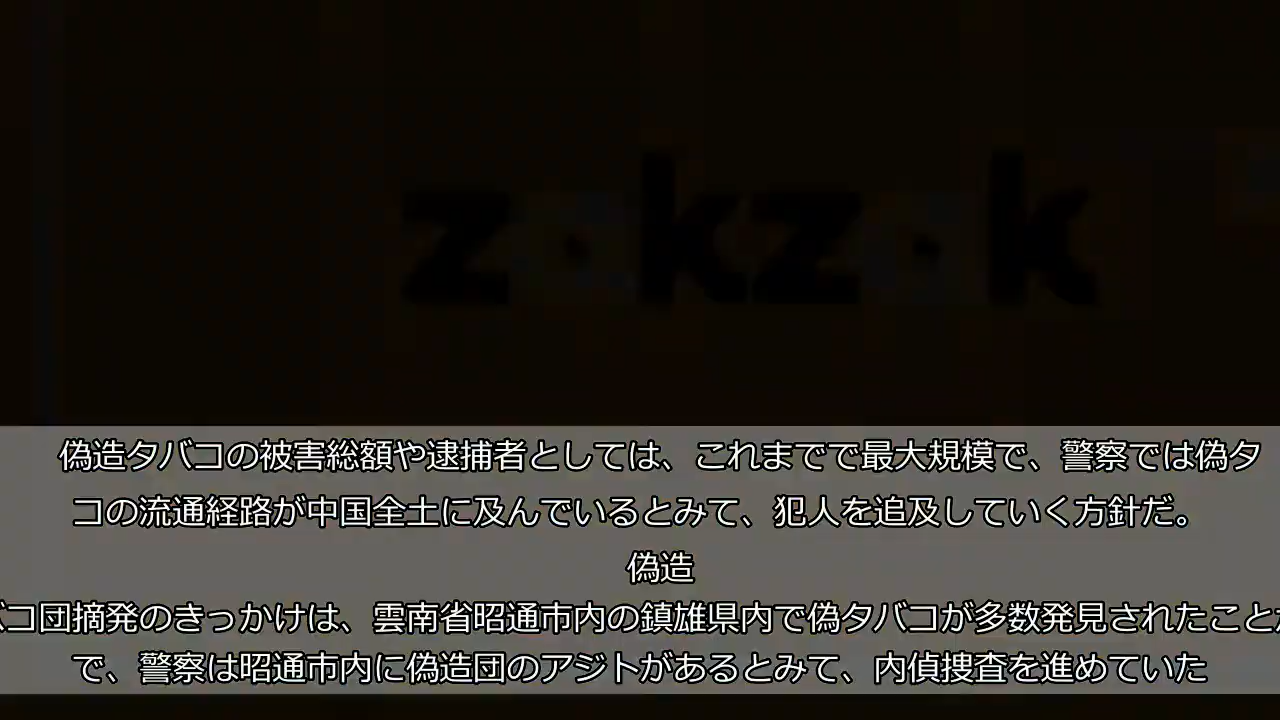 zakzak
偽造タバコの被害総額や逮捕者としては、これまでで最大規模で、警察では偽タ
コの流通経路が中国全土に及んでいるとみて、犯人を追及していく方針だ。
偽造
バコ団摘発のきっかけは、雲南省昭通市内の鎮雄県内で偽タバコが多数発見されたこと
で、警察は昭通市内に偽造団のアジトがあるとみて、内偵捜査を進めていた